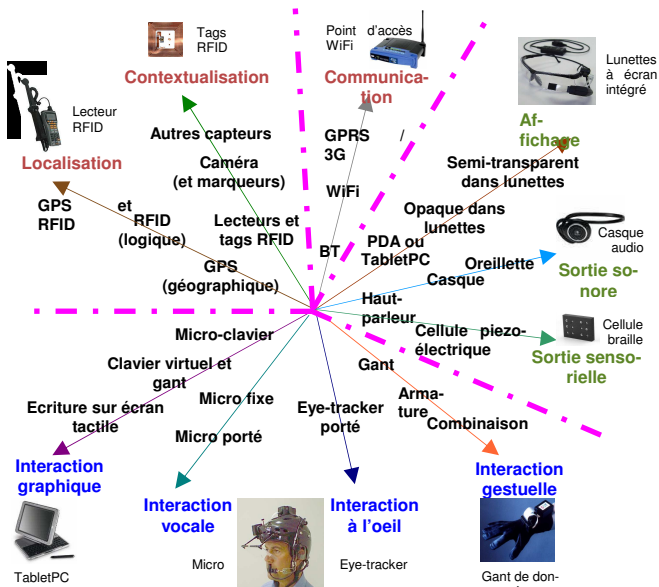 Tags
RFID
Point d'accès
WiFi
Contextualisation
Communica-
tion
Lunettes
à écran
intégré
Lecteur
RFID
Localisation
Af-
fichage
Autres capteurs
GPRS /
3G
Caméra
(et marqueurs)
Semi-transparent
dans lunettes
GPS et
RFID
WiFi
RFID
(logique)
Lecteurs et
tags RFID
Opaque dans
lunettes
BT
PDA ou
TabletPC
Casque
audio
Oreillette
Casque
GPS
(géographique)
Sortie so-
nore
Haut-
parleur
Micro-clavier
Cellule piezo-
électrique
Cellule
braille
Sortie senso-
rielle
Clavier virtuel et
gant
Gant
Micro fixe
Arma-
ture
Ecriture sur écran
tactile
Eye-tracker
porté
Combinaison
Micro porté
Interaction
graphique
Interaction
vocale
Interaction
à l'oeil
Interaction
gestuelle
TabletPC
Micro
Eye-tracker
Gant de don-